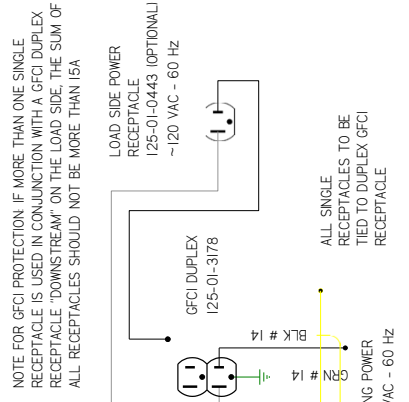 NOTE FOR GFCI PROTECTION: IF MORE THAN ONE SINGLE
RECEPTACLE IS USED IN CONJUNCTION WITH A GFCI DUPLEX
RECEPTACLE "DOWNSTREAM" ON THE LOAD SIDE, THE SUM OF
ALL RECEPTACLES SHOULD NOT BE MORE THAN 15A
LOAD SIDE POWER
RECEPTACLE
125-01-0443 (OPTIONAL)
~120 VAC - 60 Hz
GFCI DUPLEX
125-01-3178
BLK # 14
GRN # 14
ALL SINGLE
RECEPTACLES TO BE
TIED TO DUPLEX GFCI
RECEPTACLE
POWER
VAC - 60 Hz